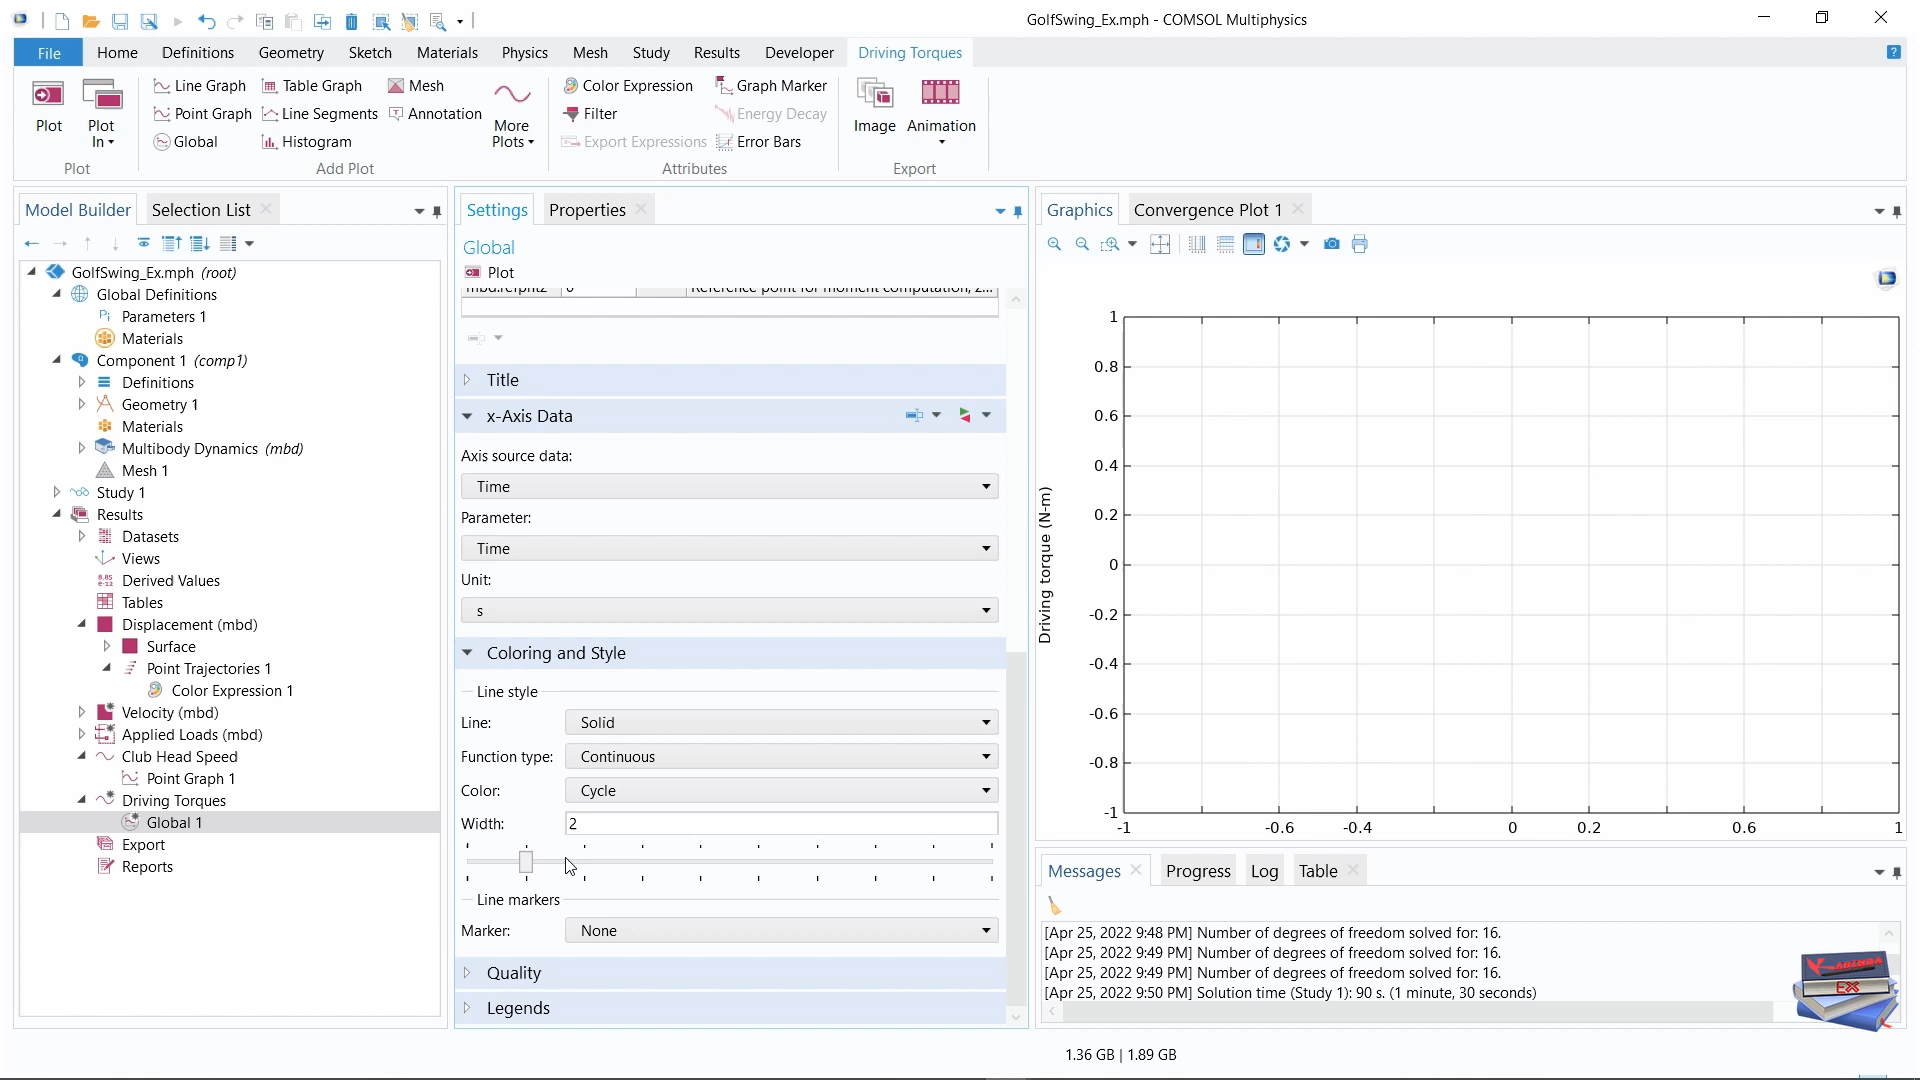 GolfSwing_Ex.mph - COMSOL Multiphysics
File Home Definitions Geometry Sketch Materials Physics Mesh Study Results Developer Driving Torques
Line Graph Table Graph Mesh Color Expression Graph Marker
Plot Plot In Point Graph Line Segments Annotation More Plots Filter Energy Decay Image Animation
Global Histogram Export Expressions Error Bars
Plot Add Plot Attributes Export
Model Builder Selection List
GolfSwing_Ex.mph (root)
Global Definitions
Pi Parameters 1
Materials
Component 1 (comp1)
Definitions
Geometry 1
Materials
Multibody Dynamics (mbd)
Mesh 1
Study 1
Results
Datasets
Views
8.85 e-12 Derived Values
Tables
Displacement (mbd)
Surface
Point Trajectories 1
Color Expression 1
Velocity (mbd)
Applied Loads (mbd)
Club Head Speed
Point Graph 1
Driving Torques
Global 1
Export
Reports
Settings Properties
Global
Plot
mbd.refpntz 0 Reference point for moment computation, z...
Title
x-Axis Data
Axis source data:
Time
Parameter:
Time
Unit:
s
Coloring and Style
Line style
Line: Solid
Function type: Continuous
Color: Cycle
Width: 2
Line markers
Marker: None
Quality
Legends
Graphics Convergence Plot 1
1
0.8
0.6
0.4
0.2
0
-0.2
-0.4
-0.6
-0.8
-1
Driving torque (N-m)
-1 -0.6 -0.4 0 0.2 0.6 1
Messages Progress Log Table
[Apr 25, 2022 9:48 PM] Number of degrees of freedom solved for: 16.
[Apr 25, 2022 9:49 PM] Number of degrees of freedom solved for: 16.
[Apr 25, 2022 9:49 PM] Number of degrees of freedom solved for: 16.
[Apr 25, 2022 9:50 PM] Solution time (Study 1): 90 s. (1 minute, 30 seconds)
EX
1.36 GB | 1.89 GB